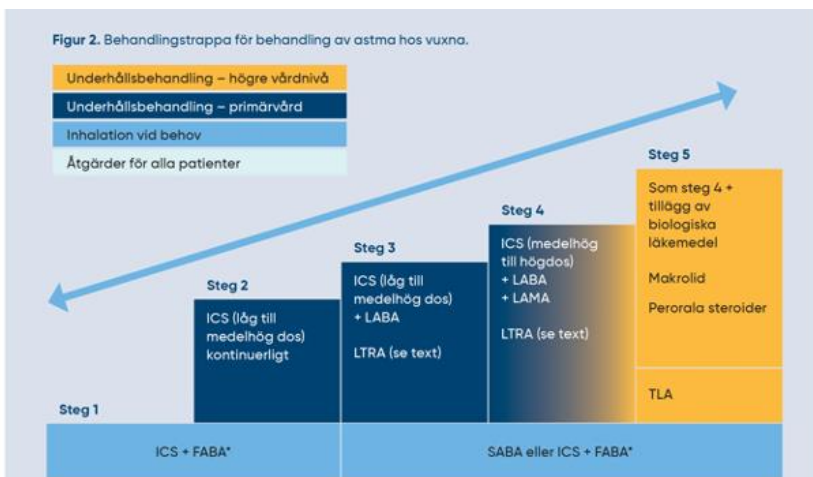 Figur 2. Behandlingstrappa för behandling av astma hos vuxna.
Underhållsbehandling – högre vårdnivå
Underhållsbehandling – primärvård
Inhalation vid behov
Åtgärder för alla patienter
Steg 1
Steg 2
ICS (låg till
medelhög dos)
kontinuerligt
Steg 3
ICS (låg till
medelhög dos)
+ LABA
LTRA (se text)
Steg 4
ICS (medelhög
till högdos)
+ LABA
+ LAMA
LTRA (se text)
Steg 5
Som steg 4 +
tillägg av
biologiska
läkemedel
Makrolid
Perorala steroider
TLA
ICS + FABA*
SABA eller ICS + FABA*